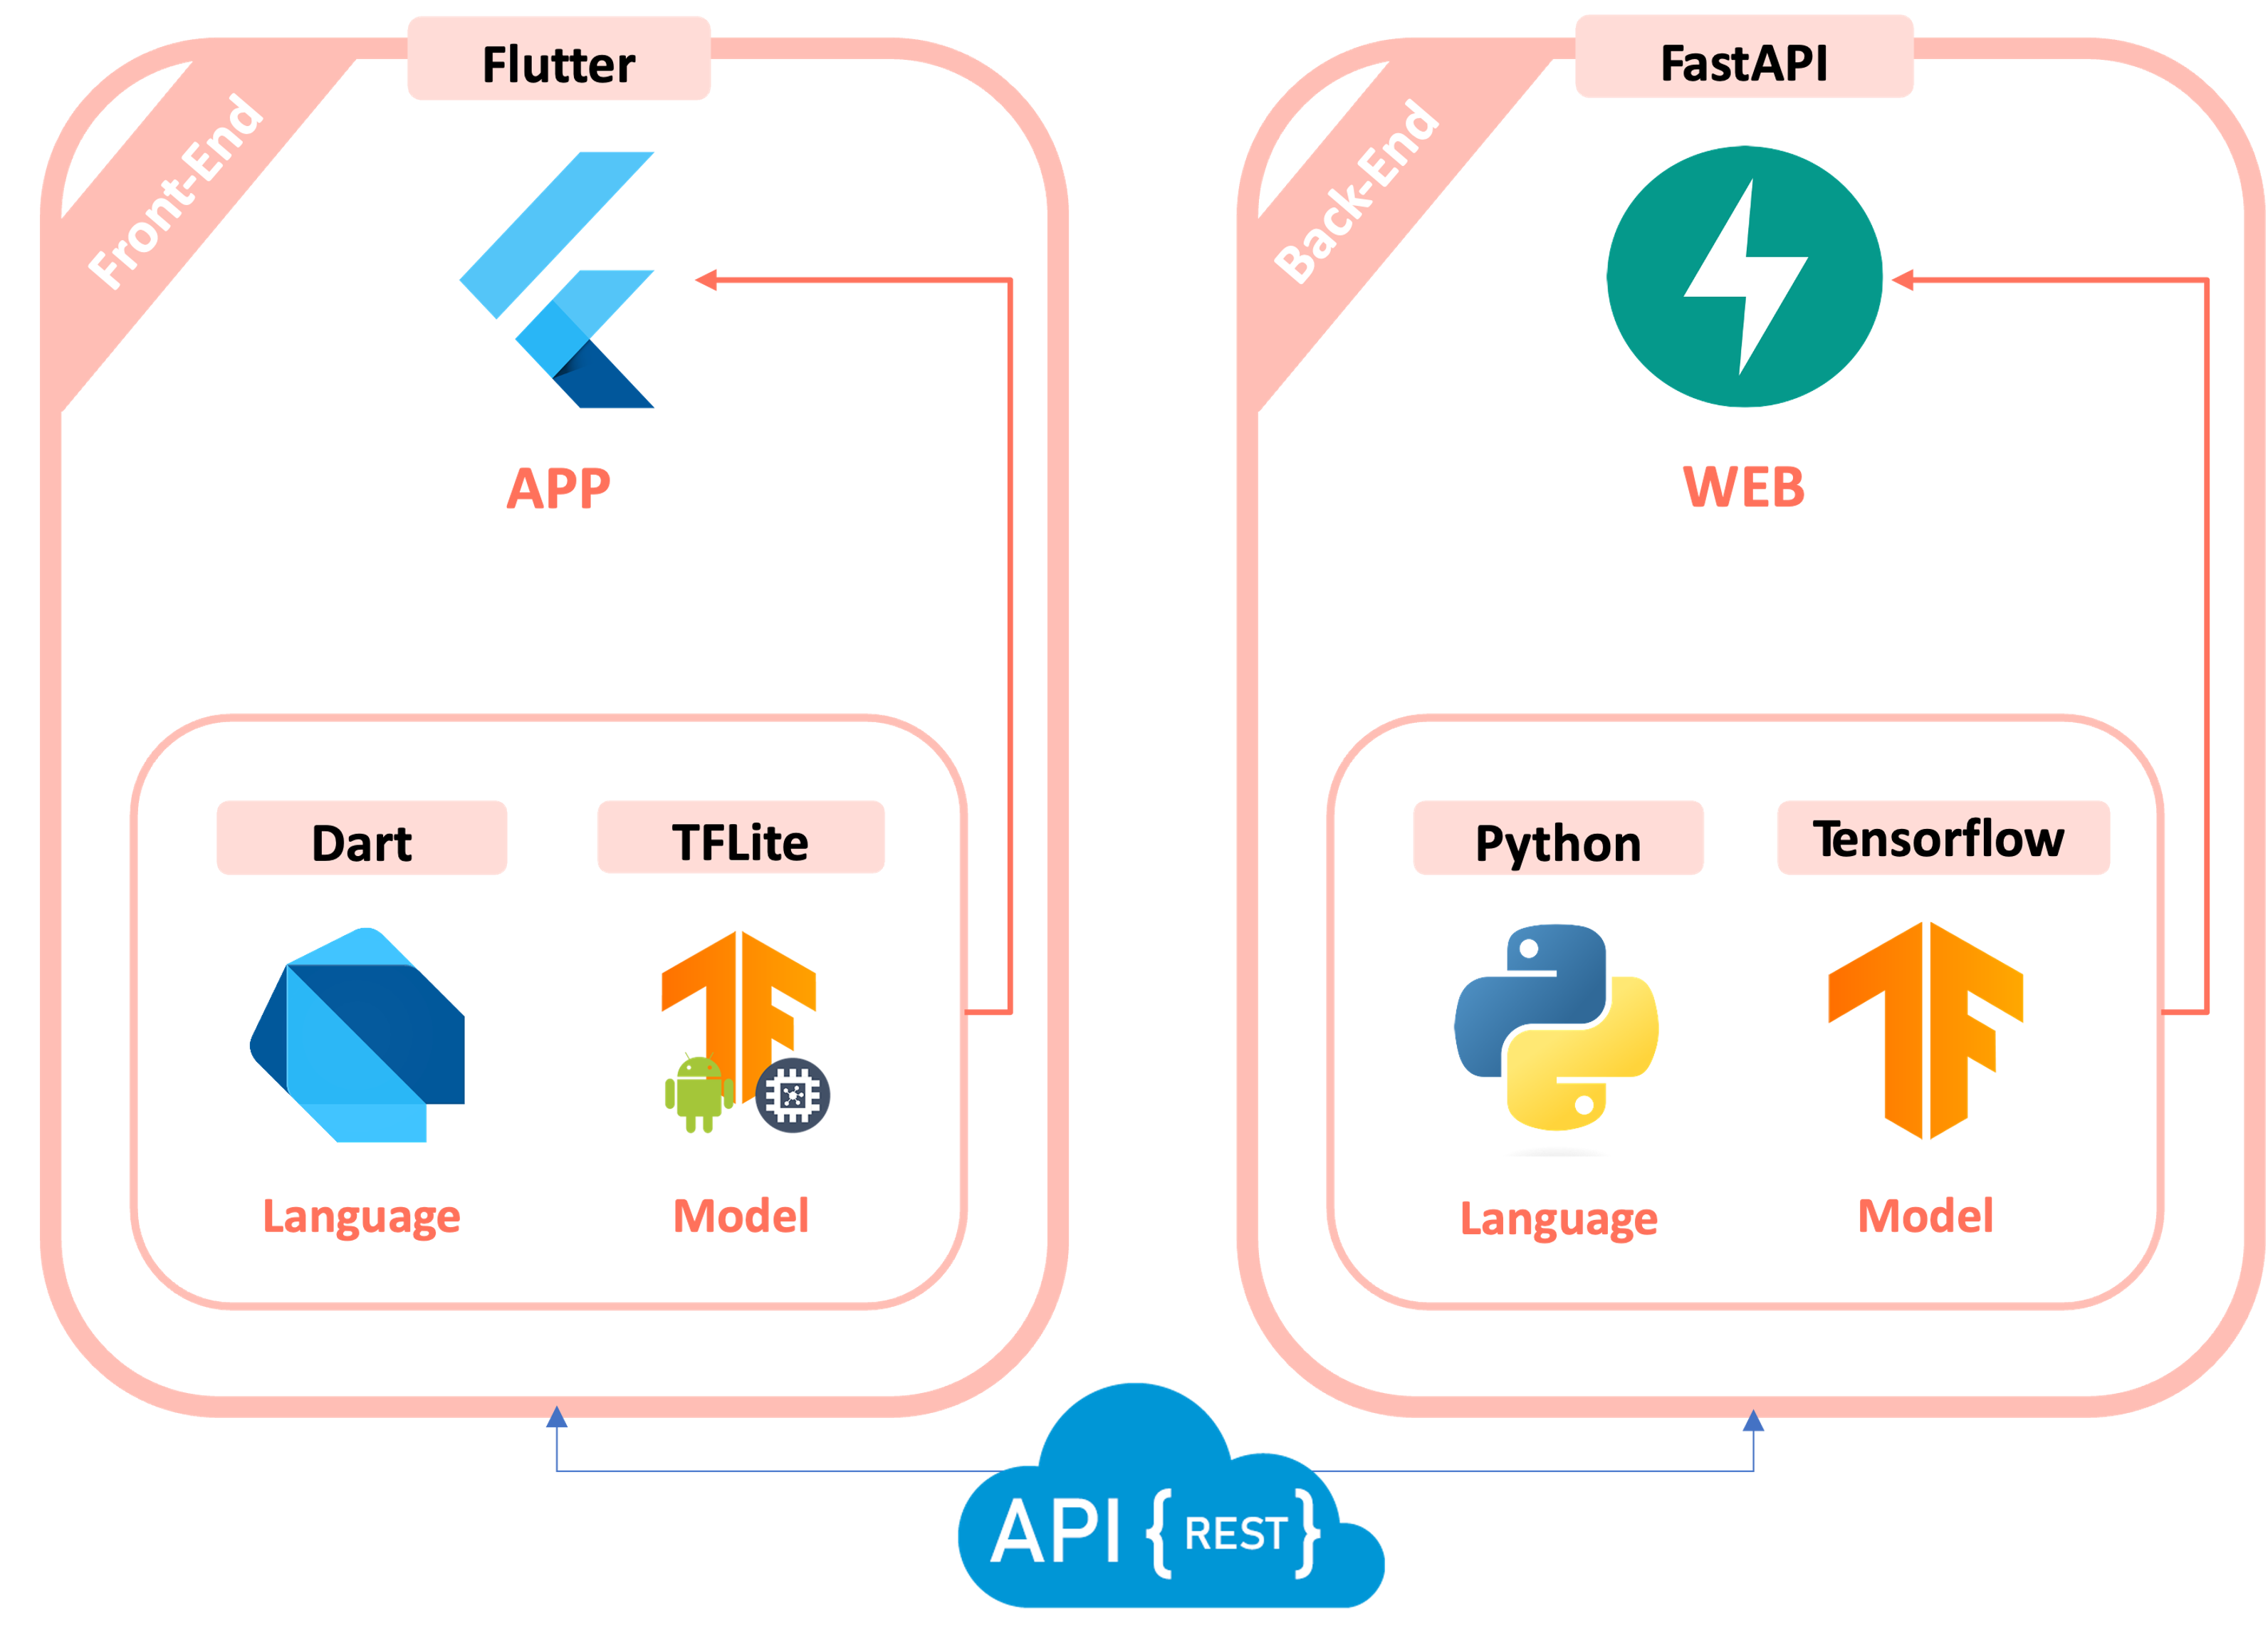 Flutter
Front-End
APP
Dart
TFLite
Language
Model
FastAPI
Back-End
WEB
Python
Tensorflow
Language
Model
API { REST }